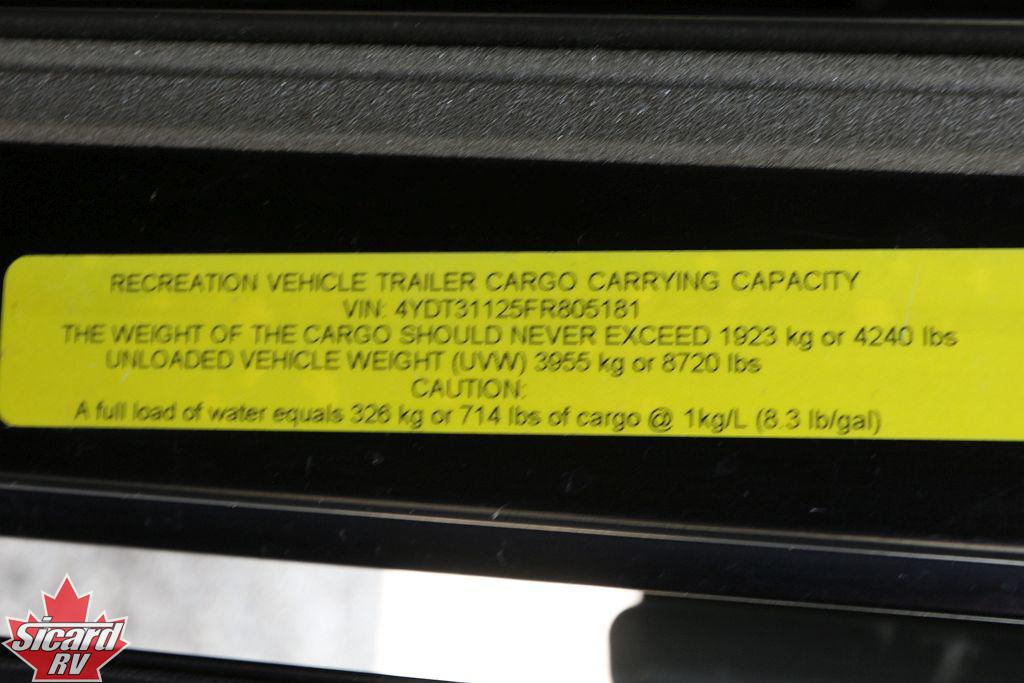 RECREATION VEHICLE TRAILER CARGO CARRYING CAPACITY
VIN: 4YDT31125FR805181
THE WEIGHT OF THE CARGO SHOULD NEVER EXCEED 1923 kg or 4240 lbs
UNLOADED VEHICLE WEIGHT (UVW) 3955 kg or 8720 lbs
CAUTION:
A full load of water equals 326 kg or 714 lbs of cargo @ 1kg/L (8.3 lb/gal)
Sicard
RV